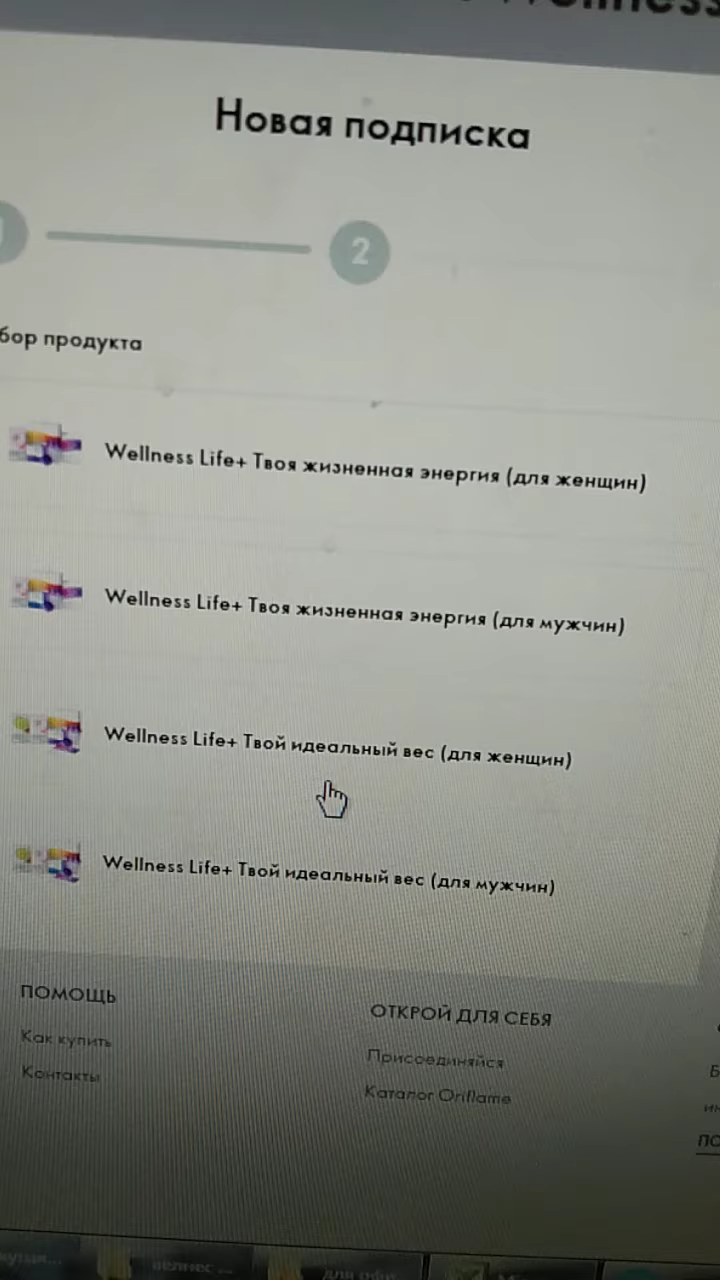 Wellness
Новая подписка
2
бор продукта
Wellness Life+ Твоя жизненная энергия (для женщин)
Wellness Life+ Твоя жизненная энергия (для мужчин)
Wellness Life+ Твой идеальный вес (для женщин)
Wellness Life+ Твой идеальный вес (для мужчин)
ПОМОЩЬ
Как купить
Контакты
ОТКРОЙ ДЛЯ СЕБЯ
Присоединяйся
Каталог Oriflame